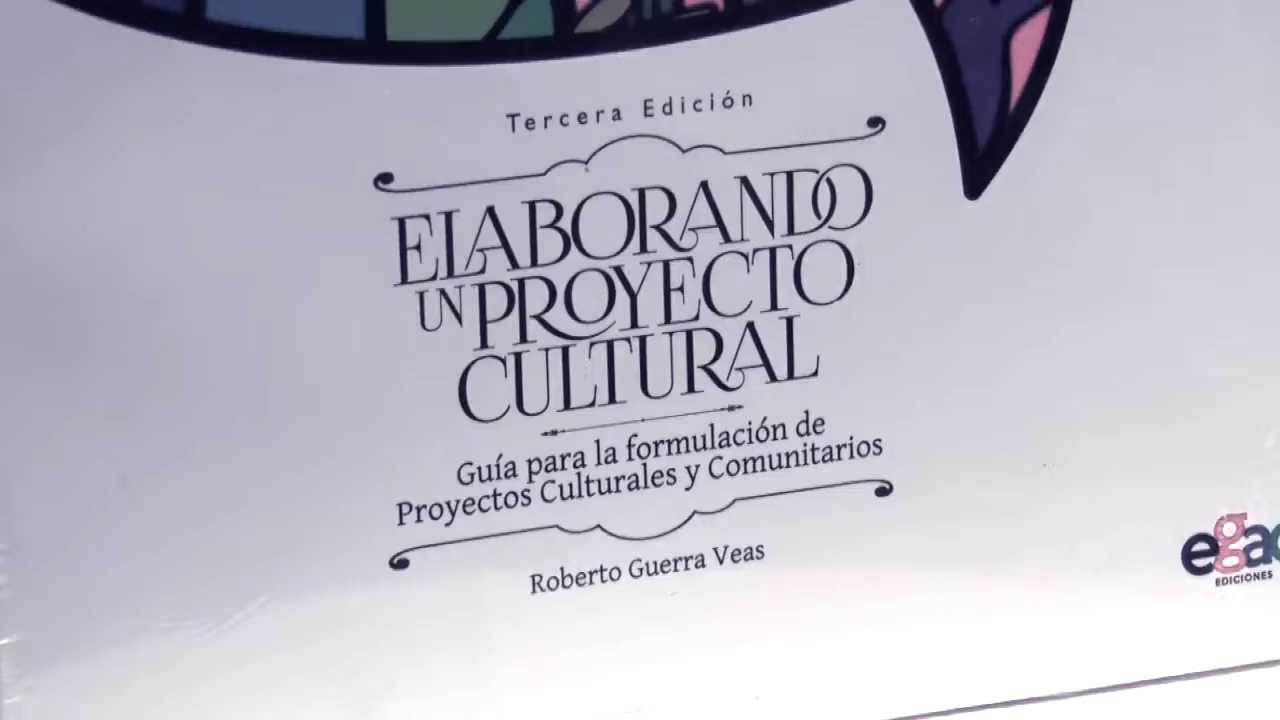 Tercera Edición
ELABORANDO
UN PROYECTO
CULTURAL
Guía para la formulación de
Proyectos Culturales y Comunitarios
Roberto Guerra Veas
EDICIONES